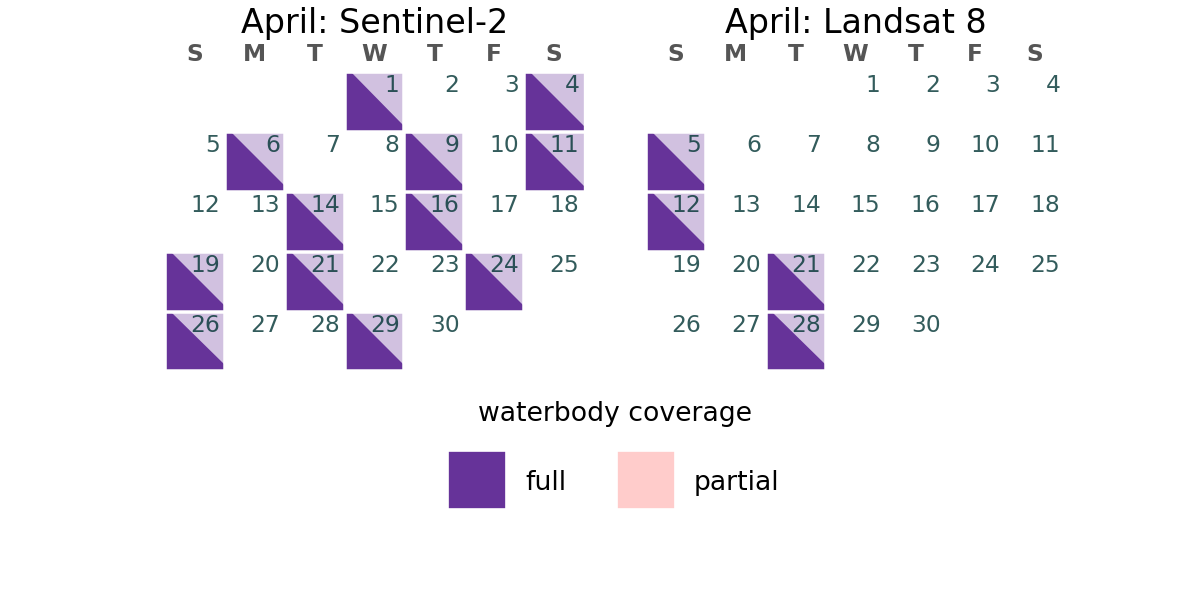 April: Sentinel-2
S M T W T F S
1 2 3 4
5 6 7 8 9 10 11
12 13 14 15 16 17 18
19 20 21 22 23 24 25
26 27 28 29 30
April: Landsat 8
S M T W T F S
1 2 3 4
5 6 7 8 9 10 11
12 13 14 15 16 17 18
19 20 21 22 23 24 25
26 27 28 29 30
waterbody coverage
full
partial